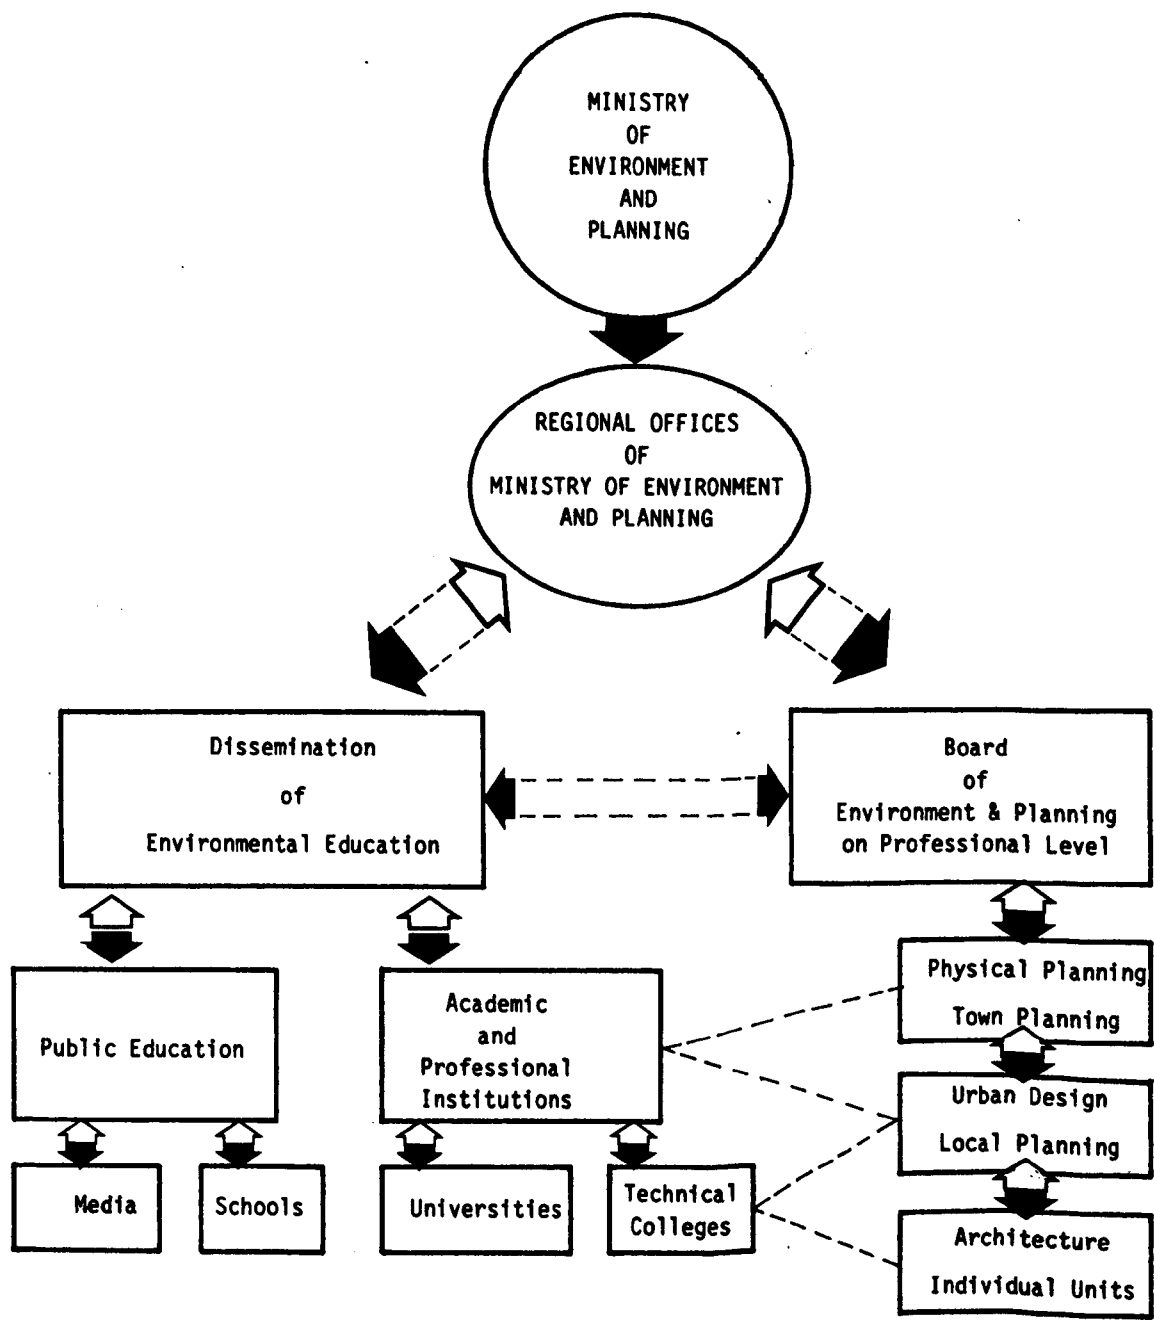 MINISTRY
OF
ENVIRONMENT
AND
PLANNING
REGIONAL OFFICES
OF
MINISTRY OF ENVIRONMENT
AND PLANNING
Dissemination
of
Environmental Education
Board
of
Environment & Planning
on Professional Level
Public Education
Academic
and
Professional
Institutions
Physical Planning
Town Planning
Urban Design
Local Planning
Media
Schools
Universities
Technical
Colleges
Architecture
Individual Units